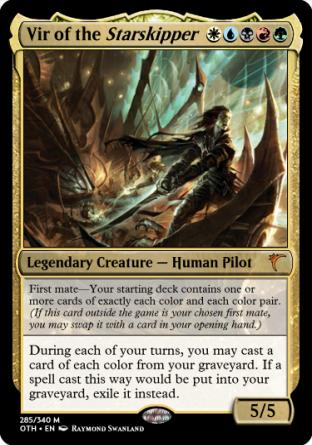 Vir of the Starskipper
Legendary Creature — Human Pilot
First mate—Your starting deck contains one or
more cards of exactly each color and each color pair.
(If this card outside the game is your chosen first mate,
you may swap it with a card in your opening hand.)
During each of your turns, you may cast a
card of each color from your graveyard. If a
spell cast this way would be put into your
graveyard, exile it instead.
5/5
285/340 M
OTH • EN Raymond Swanland